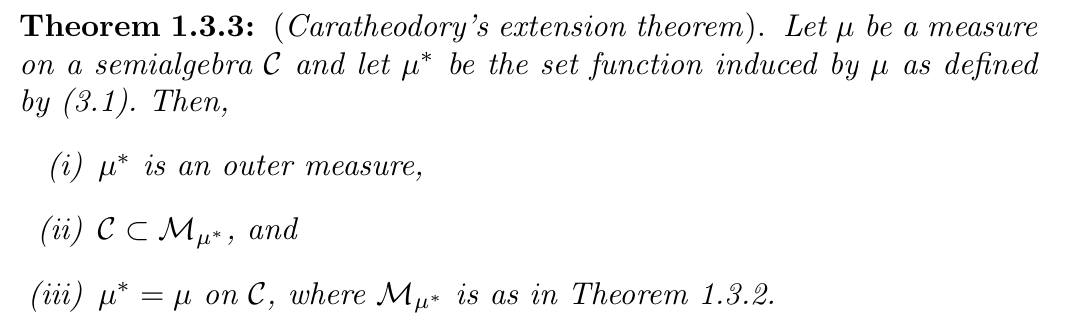 Theorem 1.3.3: (Caratheodory's extension theorem). Let μ be a measure
on a semialgebra 𝒞 and let μ* be the set function induced by μ as defined
by (3.1). Then,
(i) μ* is an outer measure,
(ii) 𝒞 ⊂ ℳ_μ*, and
(iii) μ* = μ on 𝒞, where ℳ_μ* is as in Theorem 1.3.2.